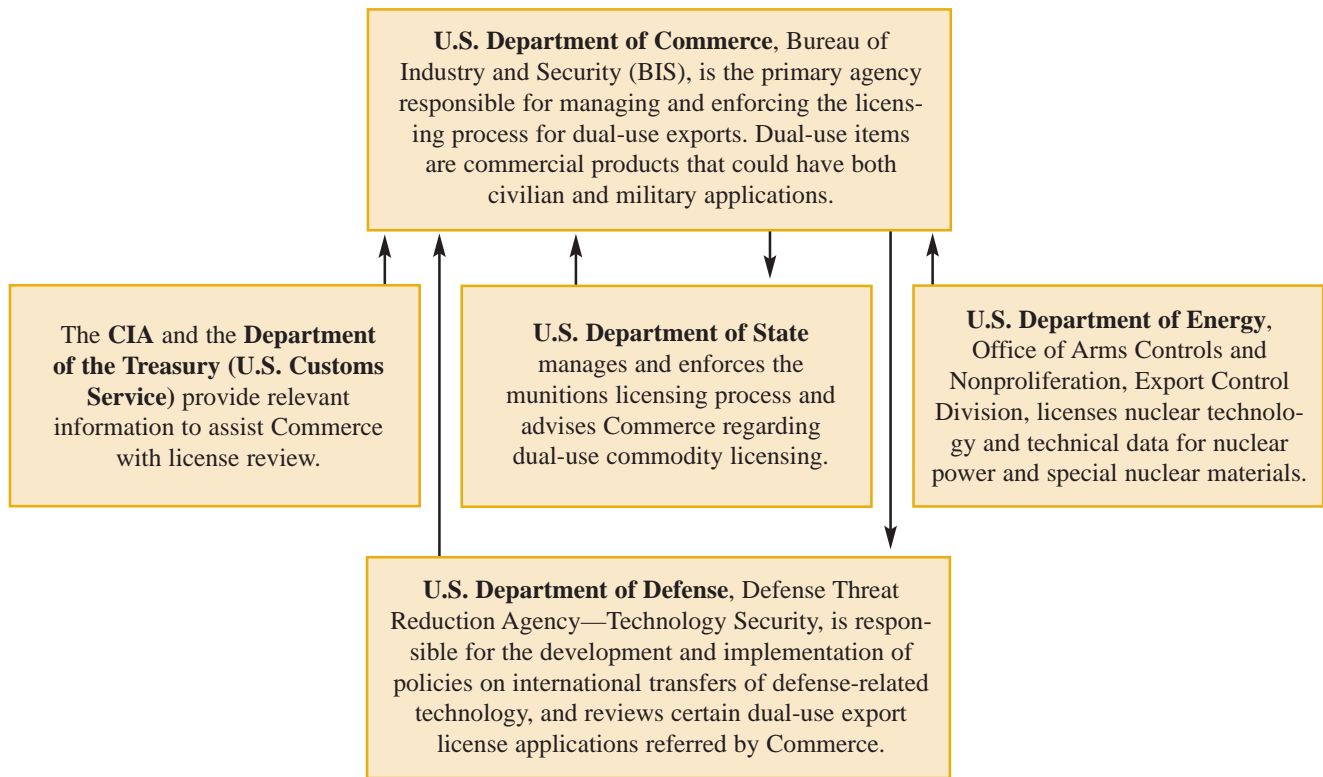 U.S. Department of Commerce, Bureau of
Industry and Security (BIS), is the primary agency
responsible for managing and enforcing the licens-
ing process for dual-use exports. Dual-use items
are commercial products that could have both
civilian and military applications.
The CIA and the Department
of the Treasury (U.S. Customs
Service) provide relevant
information to assist Commerce
with license review.
U.S. Department of State
manages and enforces the
munitions licensing process and
advises Commerce regarding
dual-use commodity licensing.
U.S. Department of Energy,
Office of Arms Controls and
Nonproliferation, Export Control
Division, licenses nuclear technolo-
gy and technical data for nuclear
power and special nuclear materials.
U.S. Department of Defense, Defense Threat
Reduction Agency—Technology Security, is respon-
sible for the development and implementation of
policies on international transfers of defense-related
technology, and reviews certain dual-use export
license applications referred by Commerce.